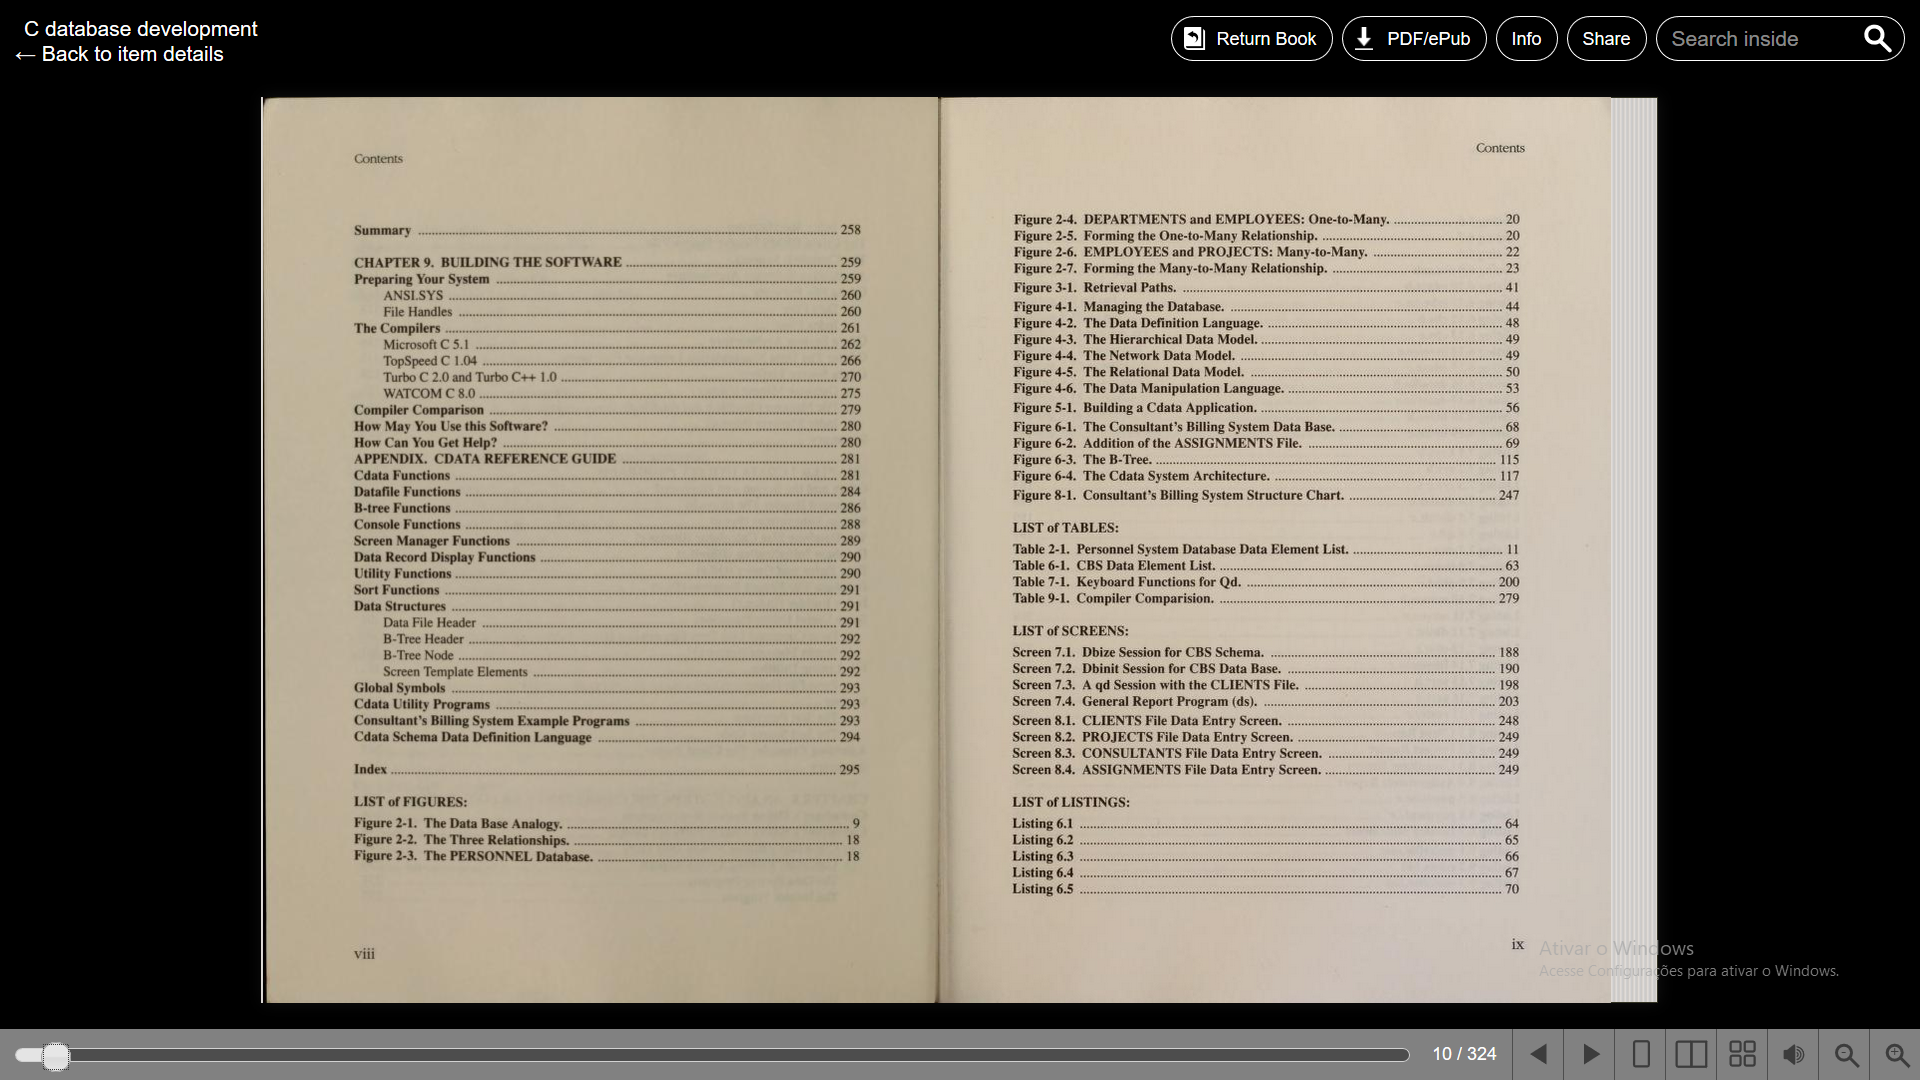 C database development
← Back to item details
Return Book
PDF/ePub
Info
Share
Search inside
Contents
Summary ... 258
CHAPTER 9. BUILDING THE SOFTWARE ... 259
Preparing Your System ... 259
ANSI.SYS ... 260
File Handles ... 260
The Compilers ... 261
Microsoft C 5.1 ... 262
TopSpeed C 1.04 ... 266
Turbo C 2.0 and Turbo C++ 1.0 ... 270
WATCOM C 8.0 ... 275
Compiler Comparison ... 279
How May You Use this Software? ... 280
How Can You Get Help? ... 280
APPENDIX. CDATA REFERENCE GUIDE ... 281
Cdata Functions ... 281
Datafile Functions ... 284
B-tree Functions ... 286
Console Functions ... 288
Screen Manager Functions ... 289
Data Record Display Functions ... 290
Utility Functions ... 290
Sort Functions ... 291
Data Structures ... 291
Data File Header ... 291
B-Tree Header ... 292
B-Tree Node ... 292
Screen Template Elements ... 292
Global Symbols ... 293
Cdata Utility Programs ... 293
Consultant's Billing System Example Programs ... 293
Cdata Schema Data Definition Language ... 294
Index ... 295
LIST of FIGURES:
Figure 2-1. The Data Base Analogy. ... 9
Figure 2-2. The Three Relationships. ... 18
Figure 2-3. The PERSONNEL Database. ... 18
viii
Contents
Figure 2-4. DEPARTMENTS and EMPLOYEES: One-to-Many. ... 20
Figure 2-5. Forming the One-to-Many Relationship. ... 20
Figure 2-6. EMPLOYEES and PROJECTS: Many-to-Many. ... 22
Figure 2-7. Forming the Many-to-Many Relationship. ... 23
Figure 3-1. Retrieval Paths. ... 41
Figure 4-1. Managing the Database. ... 44
Figure 4-2. The Data Definition Language. ... 48
Figure 4-3. The Hierarchical Data Model. ... 49
Figure 4-4. The Network Data Model. ... 49
Figure 4-5. The Relational Data Model. ... 50
Figure 4-6. The Data Manipulation Language. ... 53
Figure 5-1. Building a Cdata Application. ... 56
Figure 6-1. The Consultant's Billing System Data Base. ... 68
Figure 6-2. Addition of the ASSIGNMENTS File. ... 69
Figure 6-3. The B-Tree. ... 115
Figure 6-4. The Cdata System Architecture. ... 117
Figure 8-1. Consultant's Billing System Structure Chart. ... 247
LIST of TABLES:
Table 2-1. Personnel System Database Data Element List. ... 11
Table 6-1. CBS Data Element List. ... 63
Table 7-1. Keyboard Functions for Qd. ... 200
Table 9-1. Compiler Comparision. ... 279
LIST of SCREENS:
Screen 7.1. Dbize Session for CBS Schema. ... 188
Screen 7.2. Dbinit Session for CBS Data Base. ... 190
Screen 7.3. A qd Session with the CLIENTS File. ... 198
Screen 7.4. General Report Program (ds). ... 203
Screen 8.1. CLIENTS File Data Entry Screen. ... 248
Screen 8.2. PROJECTS File Data Entry Screen. ... 249
Screen 8.3. CONSULTANTS File Data Entry Screen. ... 249
Screen 8.4. ASSIGNMENTS File Data Entry Screen. ... 249
LIST of LISTINGS:
Listing 6.1 ... 64
Listing 6.2 ... 65
Listing 6.3 ... 66
Listing 6.4 ... 67
Listing 6.5 ... 70
ix
Ativar o Windows
Acesse Configurações para ativar o Windows.
10 / 324